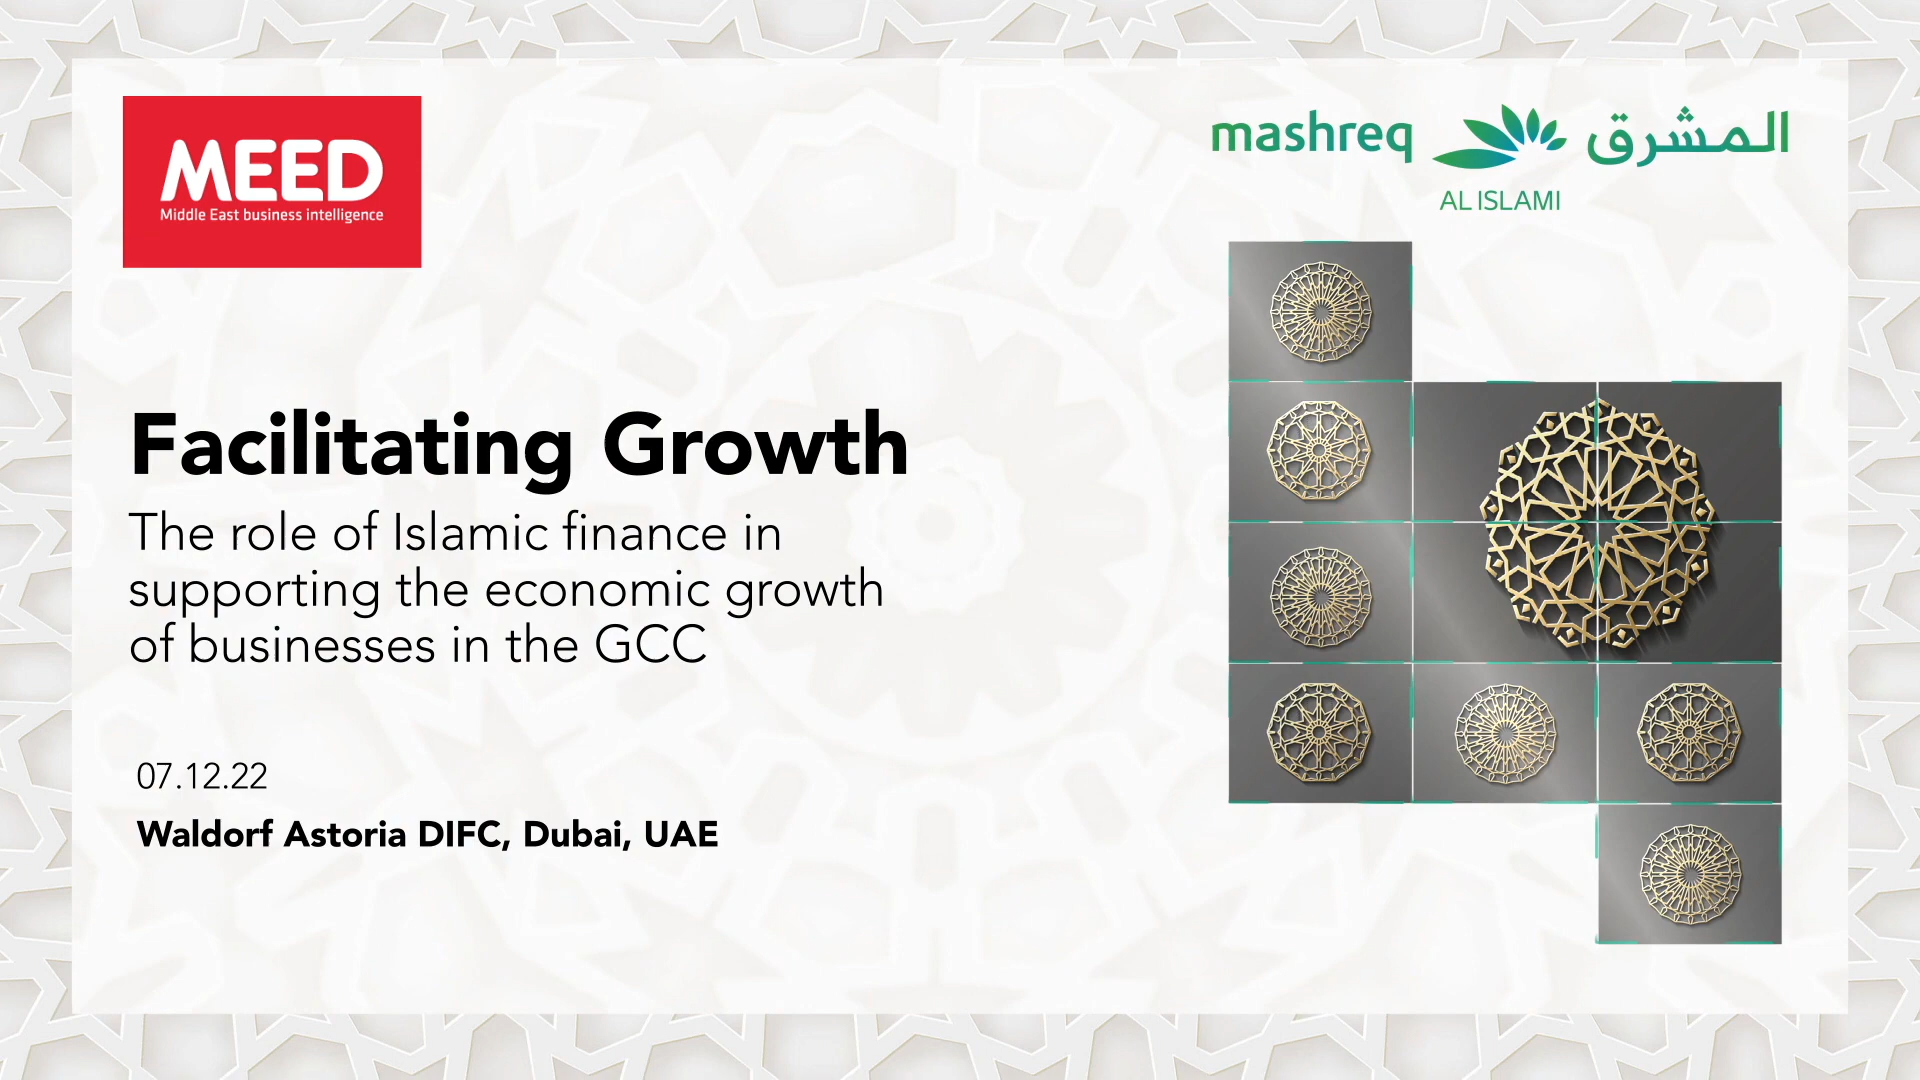 MEED
Middle East business intelligence
mashreq المشرق
AL ISLAMI
Facilitating Growth
The role of Islamic finance in
supporting the economic growth
of businesses in the GCC
07.12.22
Waldorf Astoria DIFC, Dubai, UAE